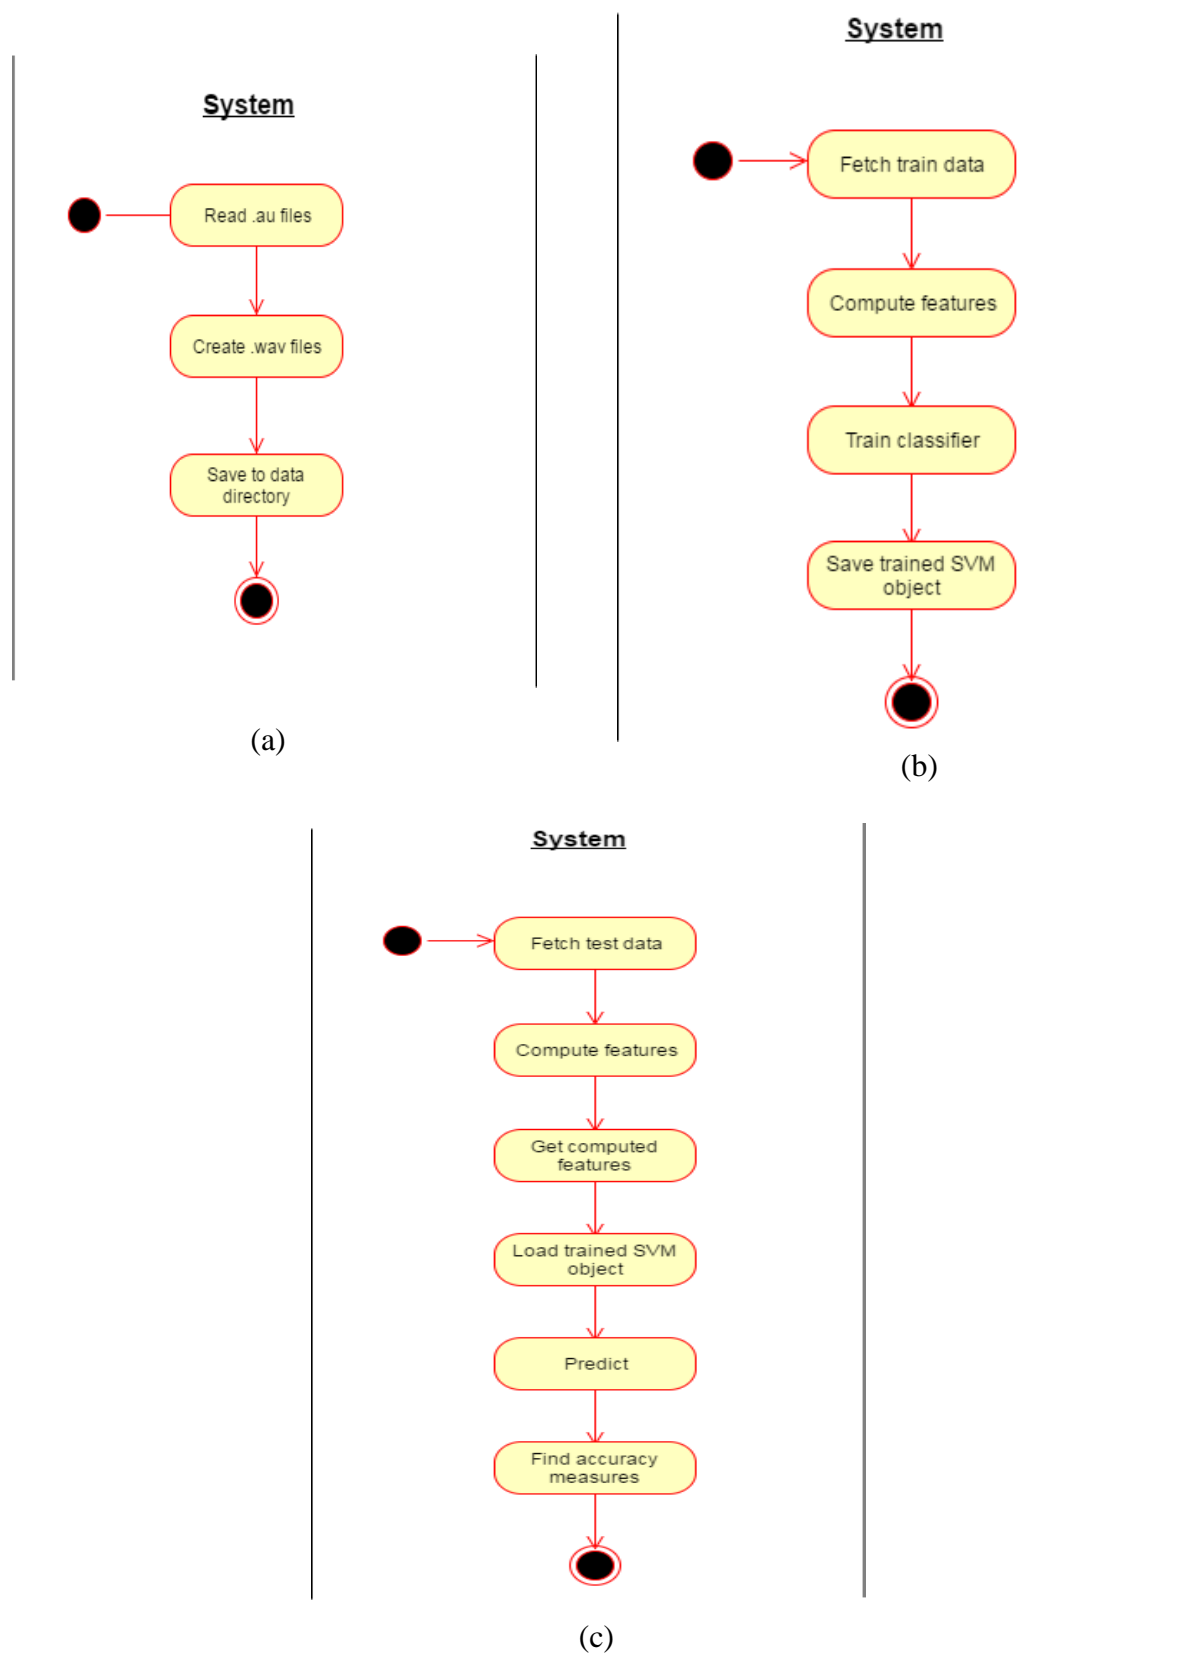 System
Read .au files
Create .wav files
Save to data
directory
(a)
System
Fetch train data
Compute features
Train classifier
Save trained SVM
object
(b)
System
Fetch test data
Compute features
Get computed
features
Load trained SVM
object
Predict
Find accuracy
measures
(c)